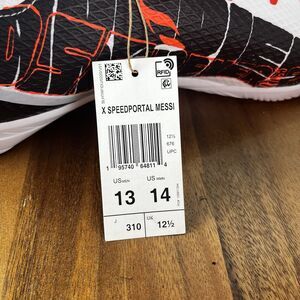 RFID
X SPEEDPORTAL MESSI
12½
676
UPC
1 95740 64811 4
US MEN 13 US WMN 14
J 310 UK 12½